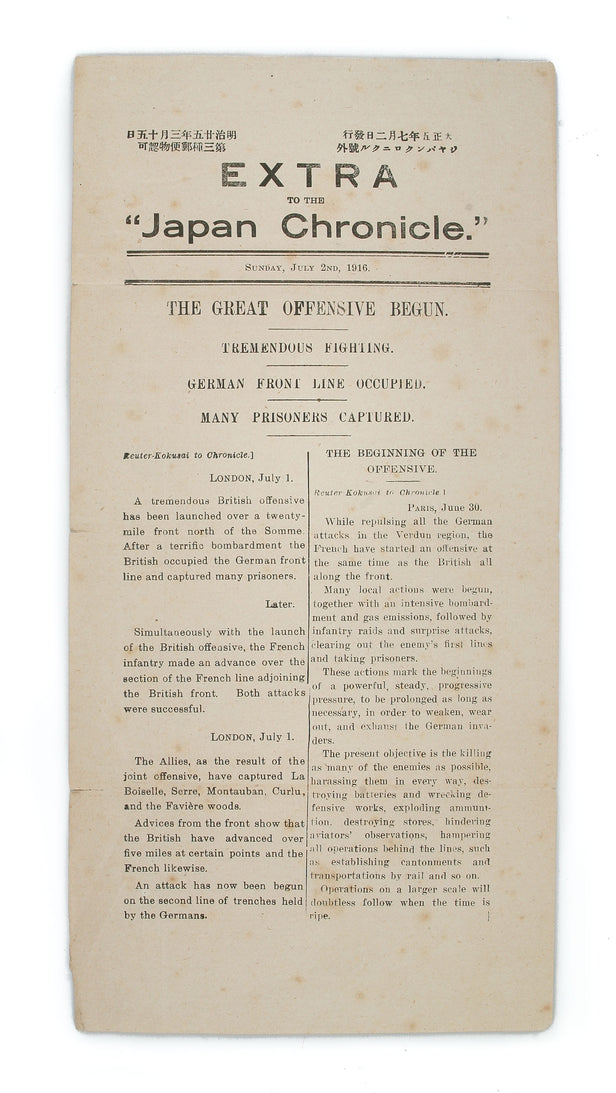 日五十月三年五廿治明
可認物便郵種三第
行發日二月七年五正大
外號ルクニロクンパヤジ
EXTRA
TO THE
“Japan Chronicle.”
SUNDAY, JULY 2ND, 1916.
THE GREAT OFFENSIVE BEGUN.
TREMENDOUS FIGHTING.
GERMAN FRONT LINE OCCUPIED.
MANY PRISONERS CAPTURED.
Reuter-Kokusai to Chronicle.]
LONDON, July 1.
A tremendous British offensive
has been launched over a twenty-
mile front north of the Somme.
After a terrific bombardment the
British occupied the German front
line and captured many prisoners.
Later.
Simultaneously with the launch
of the British offensive, the French
infantry made an advance over the
section of the French line adjoining
the British front. Both attacks
were successful.
LONDON, July 1.
The Allies, as the result of the
joint offensive, have captured La
Boiselle, Serre, Montauban, Curlu,
and the Favière woods.
Advices from the front show that
the British have advanced over
five miles at certain points and the
French likewise.
An attack has now been begun
on the second line of trenches held
by the Germans.
THE BEGINNING OF THE
OFFENSIVE.
Reuter Kokusai to Chronicle.]
PARIS, June 30.
While repulsing all the German
attacks in the Verdun region, the
French have started an offensive at
the same time as the British all
along the front.
Many local actions were begun,
together with an intensive bombard-
ment and gas emissions, followed by
infantry raids and surprise attacks,
clearing out the enemy's first lines
and taking prisoners.
These actions mark the beginnings
of a powerful, steady, progressive
pressure, to be prolonged as long as
necessary, in order to weaken, wear
out, and exhaust the German inva-
ders.
The present objective is the killing
as many of the enemies as possible,
harassing them in every way, des-
troying batteries and wrecking de-
fensive works, exploding ammuni-
tion, destroying stores, hindering
aviators' observations, hampering
all operations behind the lines, such
as establishing cantonments and
transportations by rail and so on.
Operations on a larger scale will
doubtless follow when the time is
ripe.